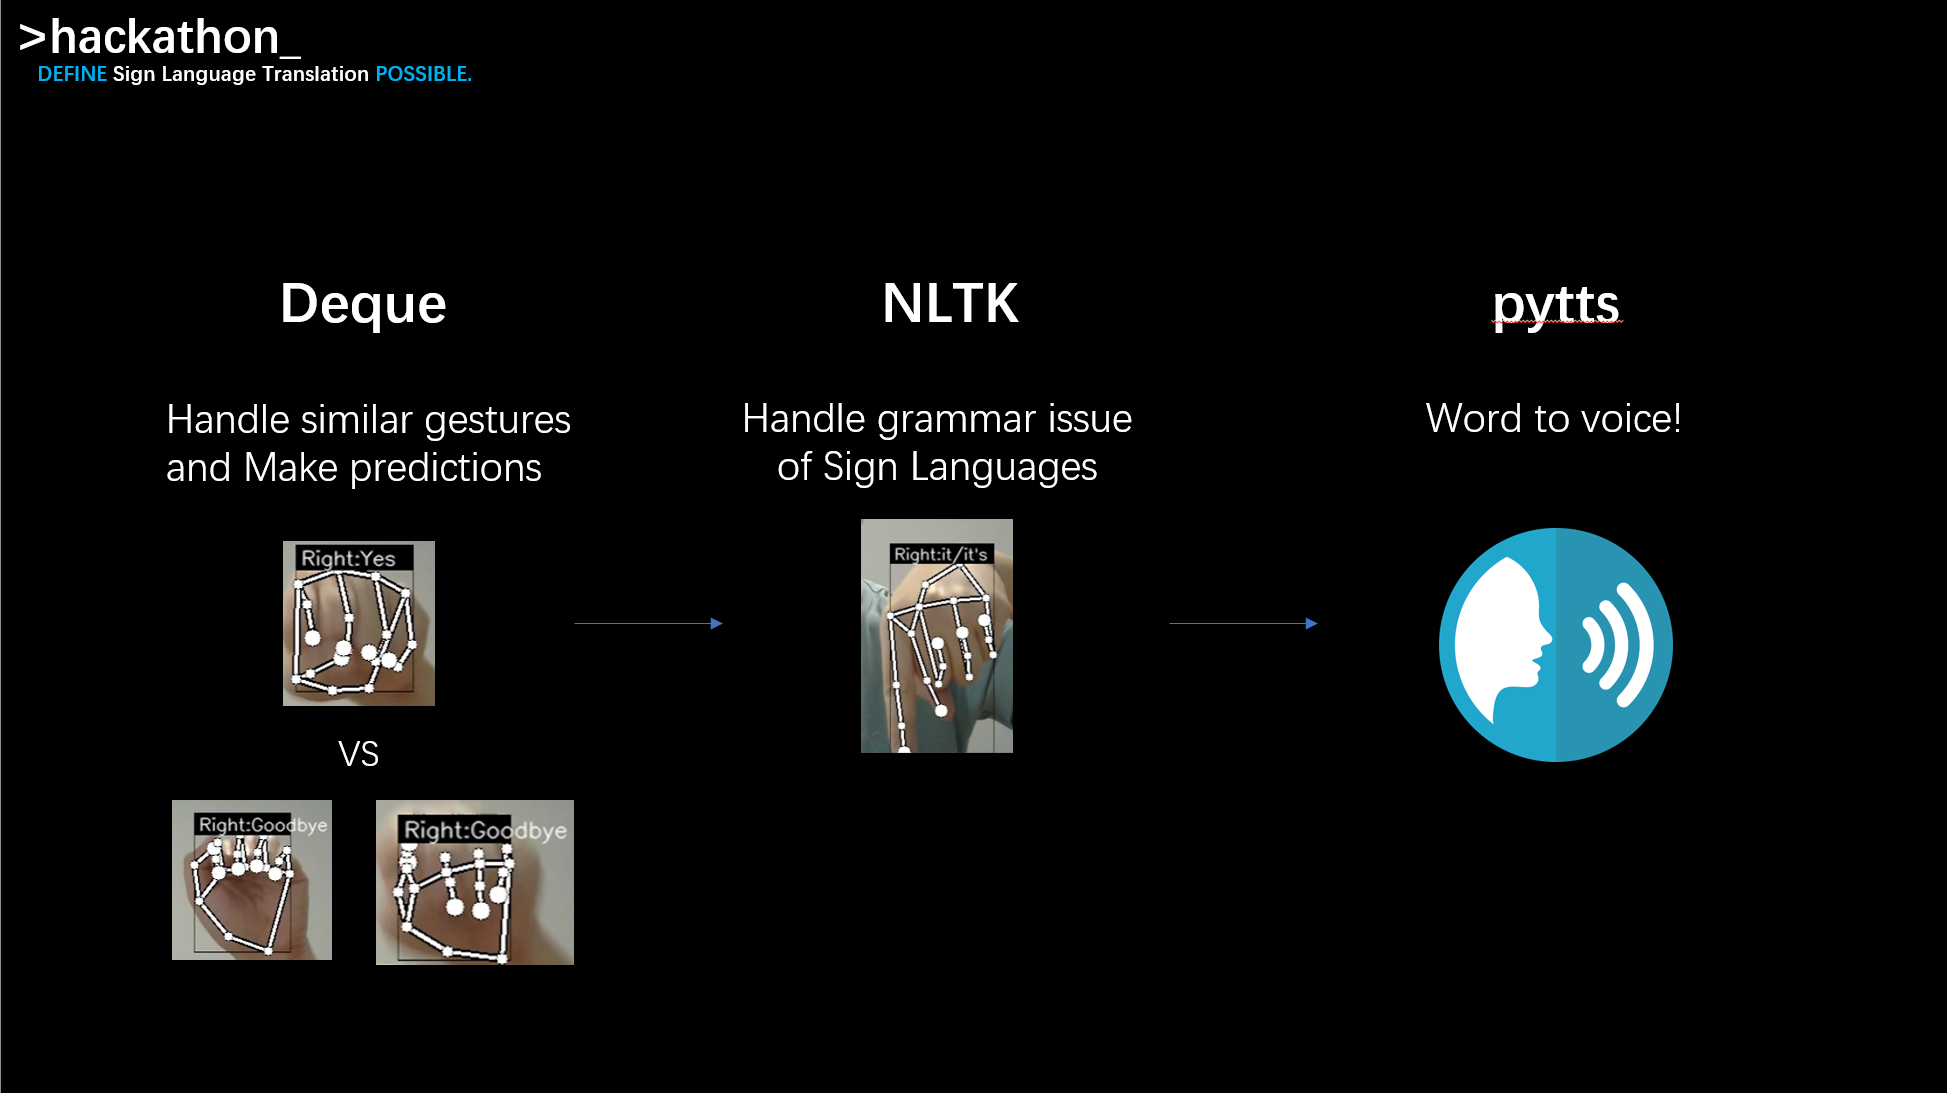 >hackathon_
DEFINE Sign Language Translation POSSIBLE.
Deque
Handle similar gestures
and Make predictions
Right:Yes
VS
Right:Goodbye
Right:Goodbye
NLTK
Handle grammar issue
of Sign Languages
Right:it/it's
pytts
Word to voice!